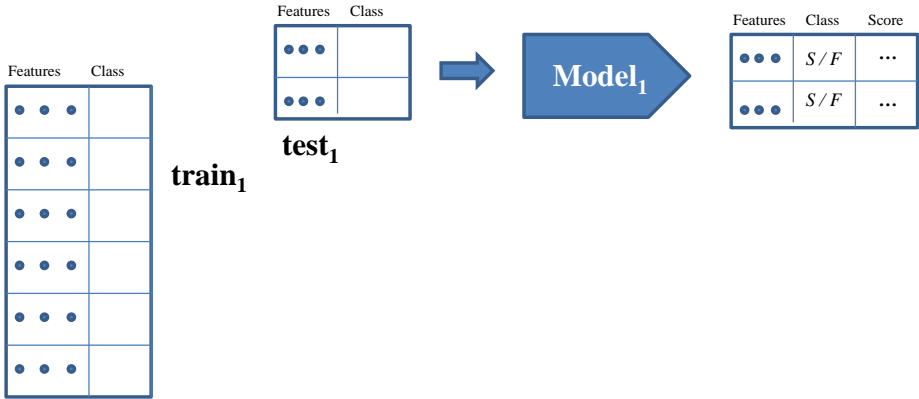 Features Class
train₁
Features Class
test₁
Model₁
Features Class Score
S / F ...
S / F ...